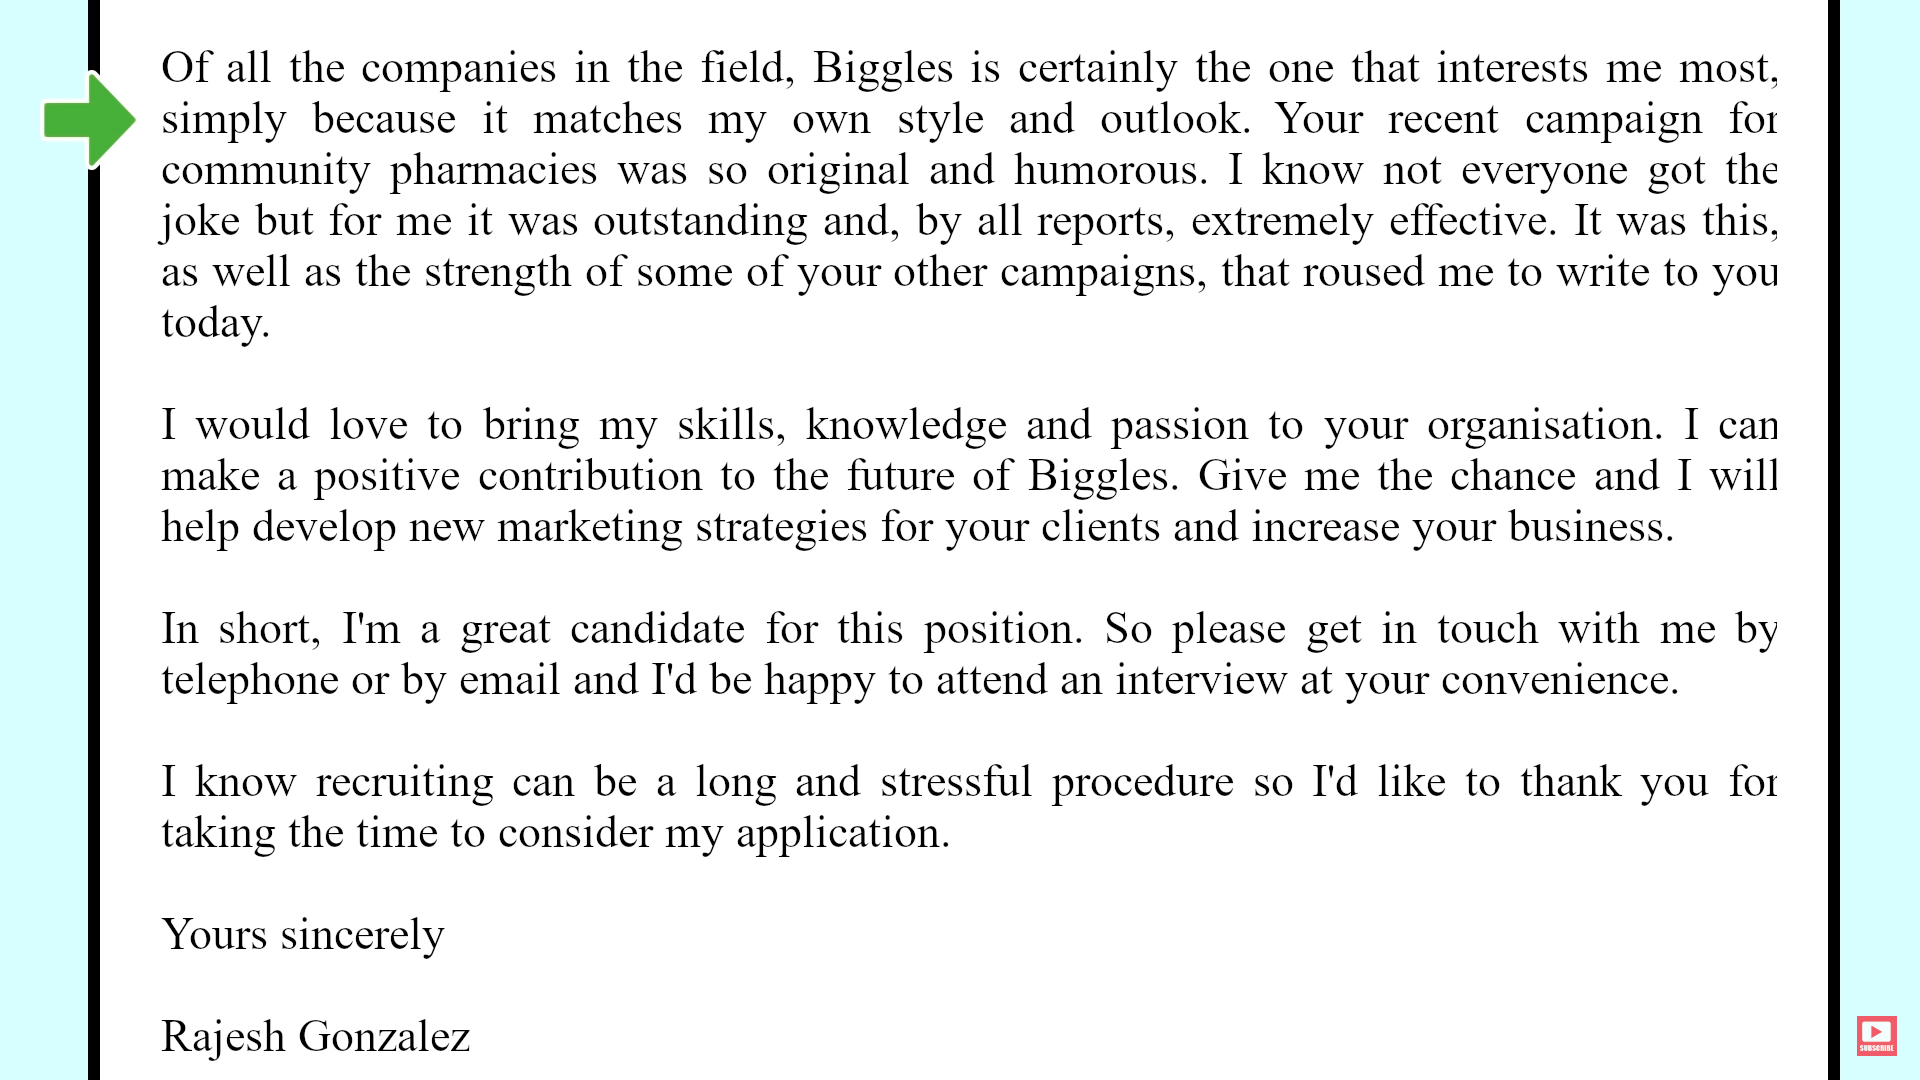 Of all the companies in the field, Biggles is certainly the one that interests me most,
simply because it matches my own style and outlook. Your recent campaign for
community pharmacies was so original and humorous. I know not everyone got the
joke but for me it was outstanding and, by all reports, extremely effective. It was this,
as well as the strength of some of your other campaigns, that roused me to write to you
today.
I would love to bring my skills, knowledge and passion to your organisation. I can
make a positive contribution to the future of Biggles. Give me the chance and I will
help develop new marketing strategies for your clients and increase your business.
In short, I'm a great candidate for this position. So please get in touch with me by
telephone or by email and I'd be happy to attend an interview at your convenience.
I know recruiting can be a long and stressful procedure so I'd like to thank you for
taking the time to consider my application.
Yours sincerely
Rajesh Gonzalez
SUBSCRIBE